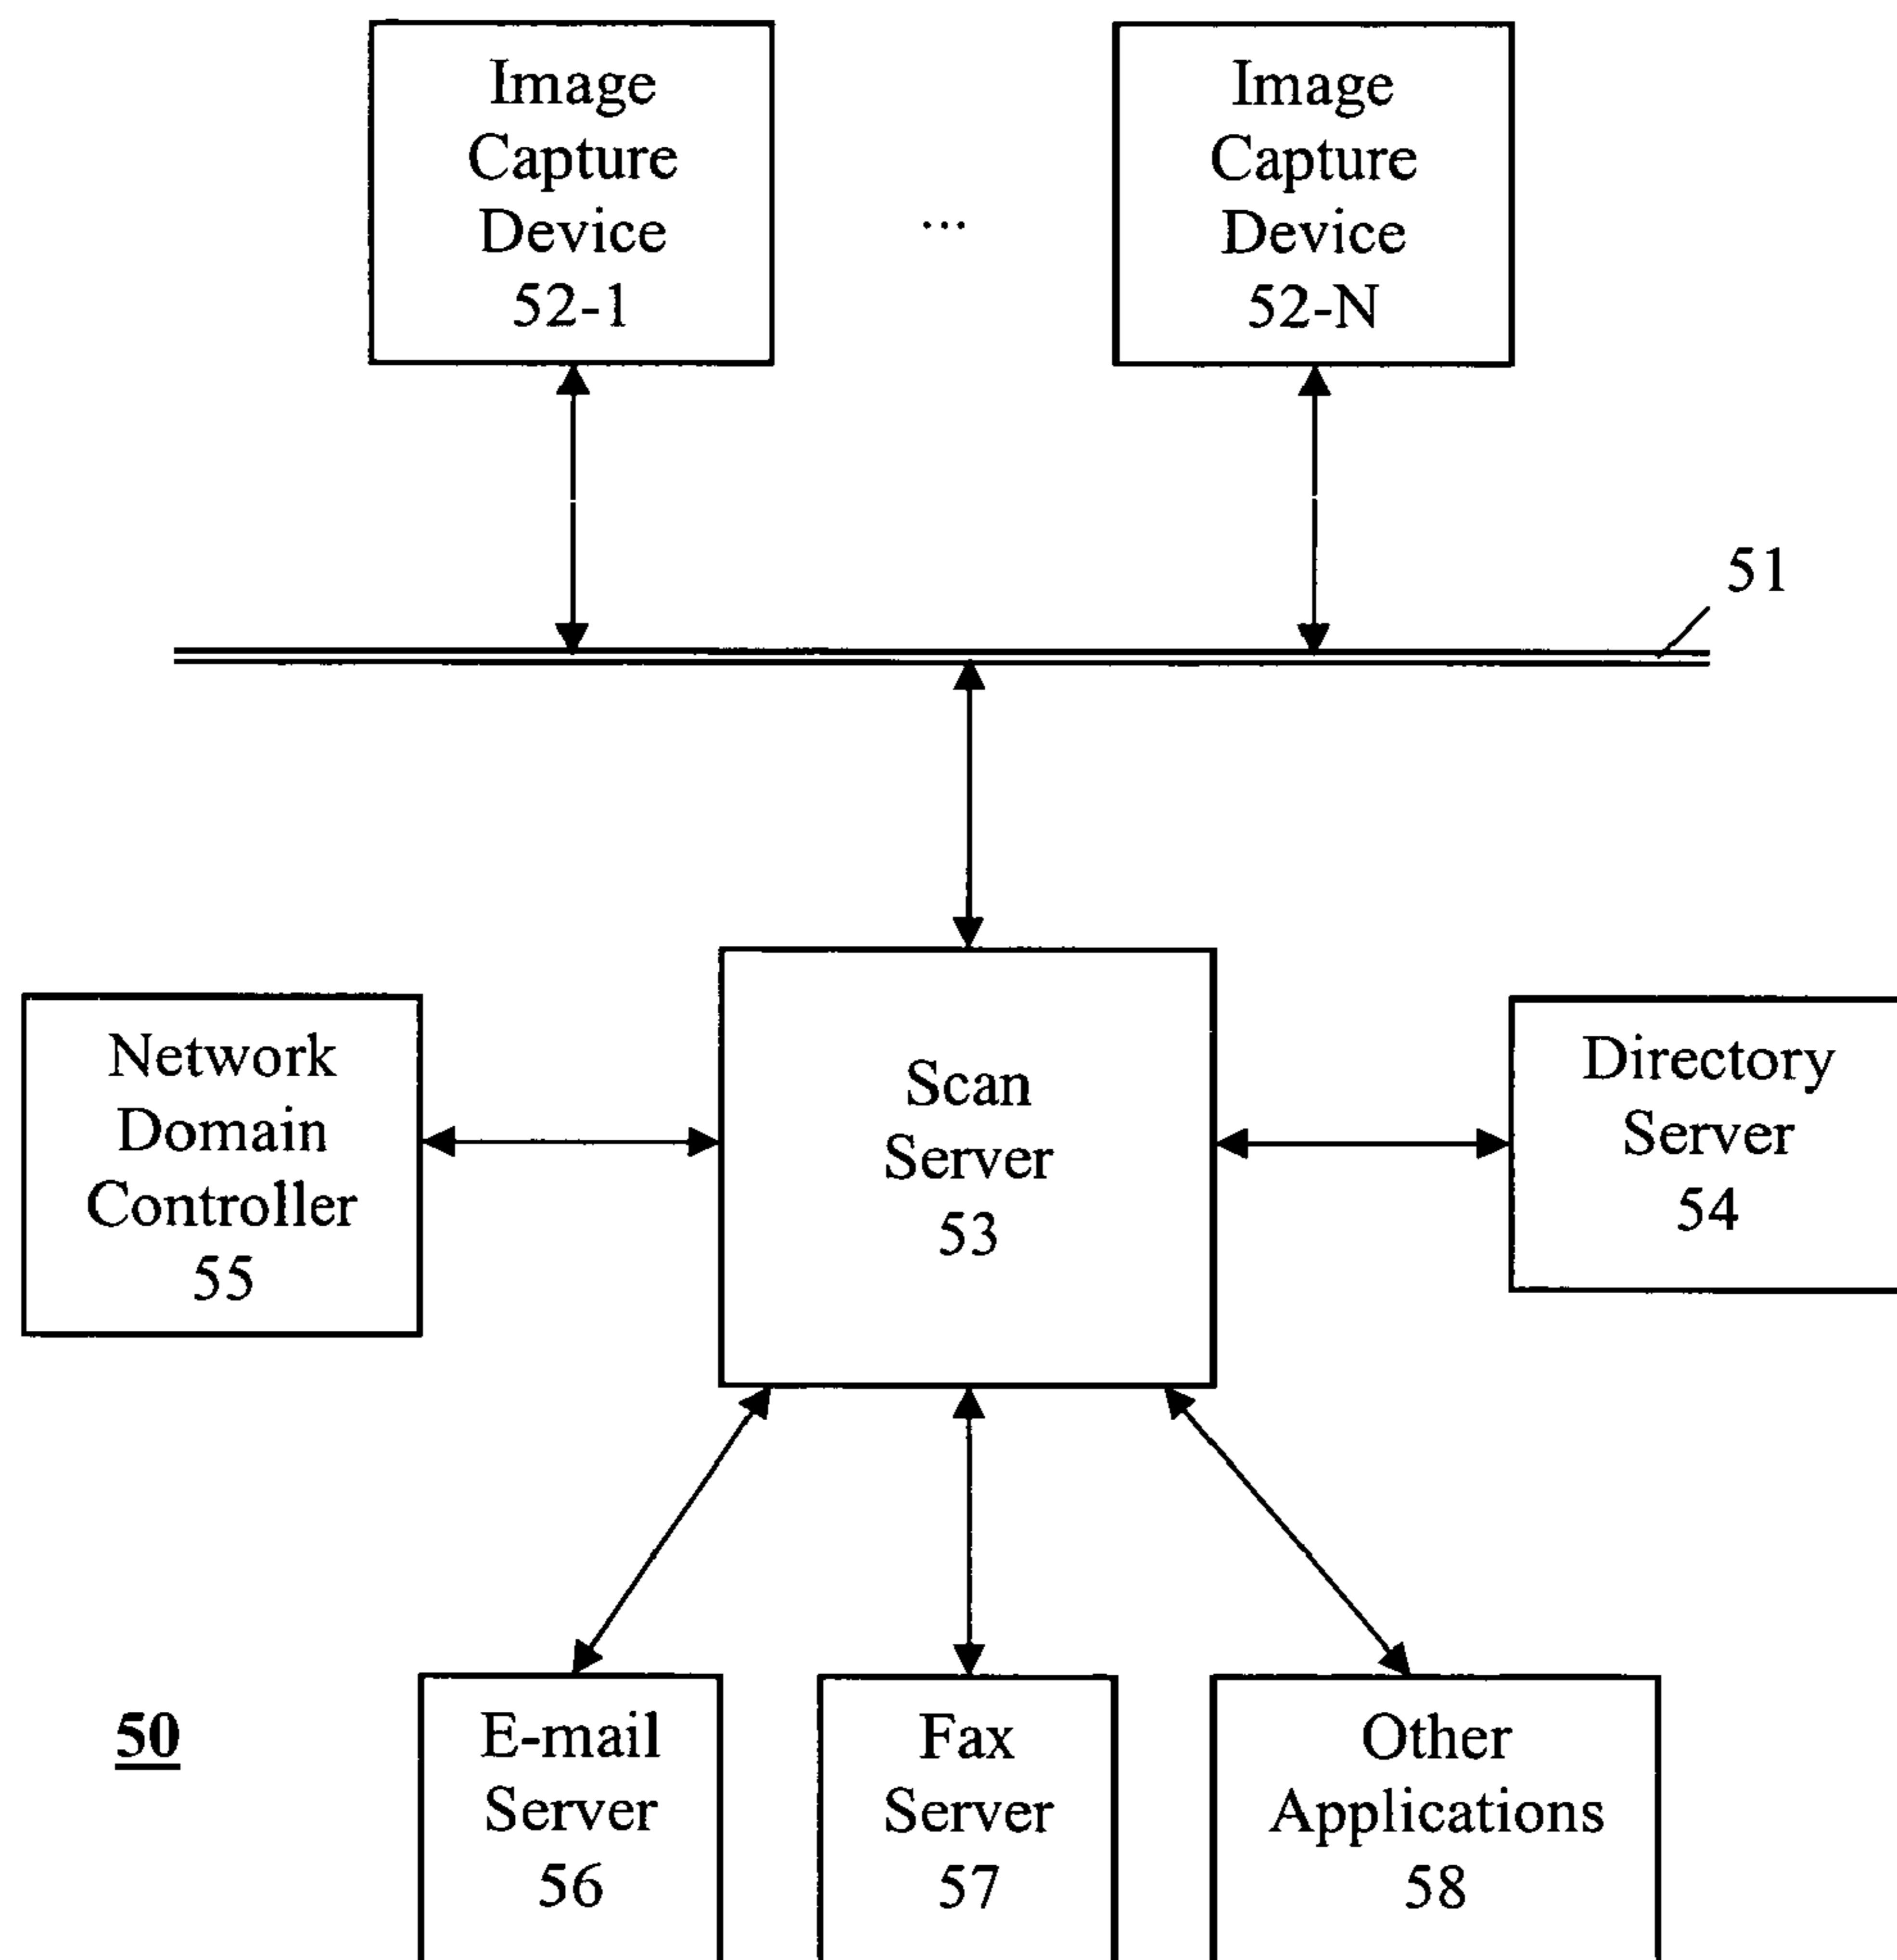 Image
Capture
Device
52-1
...
Image
Capture
Device
52-N
51
Network
Domain
Controller
55
Scan
Server
53
Directory
Server
54
50
E-mail
Server
56
Fax
Server
57
Other
Applications
58